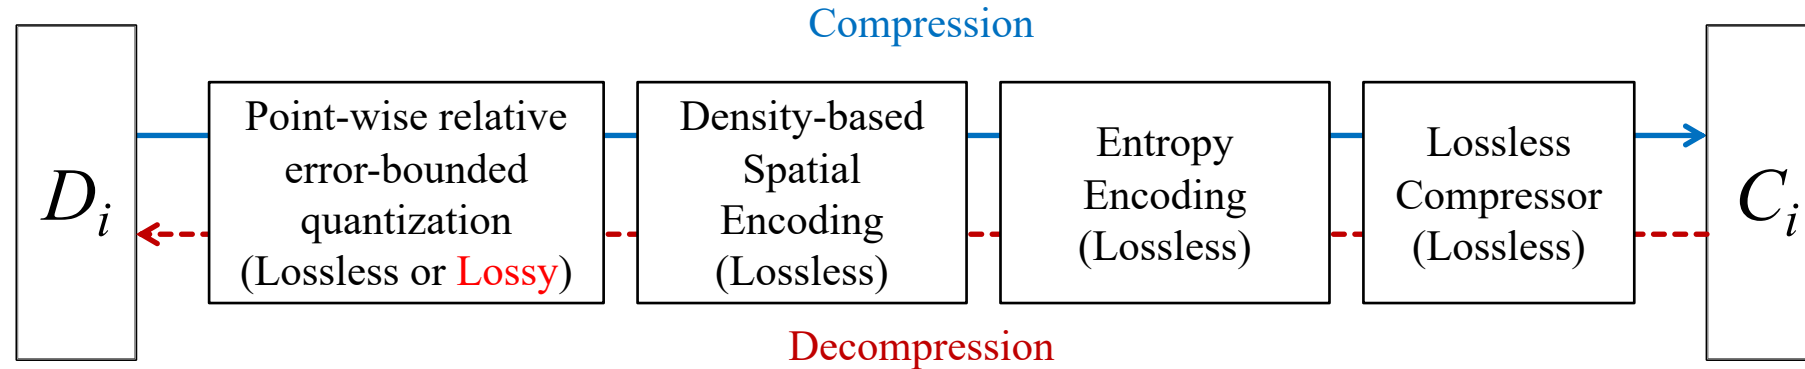 Compression
D_i
Point-wise relative
error-bounded
quantization
(Lossless or Lossy)
Density-based
Spatial
Encoding
(Lossless)
Entropy
Encoding
(Lossless)
Lossless
Compressor
(Lossless)
C_i
Decompression